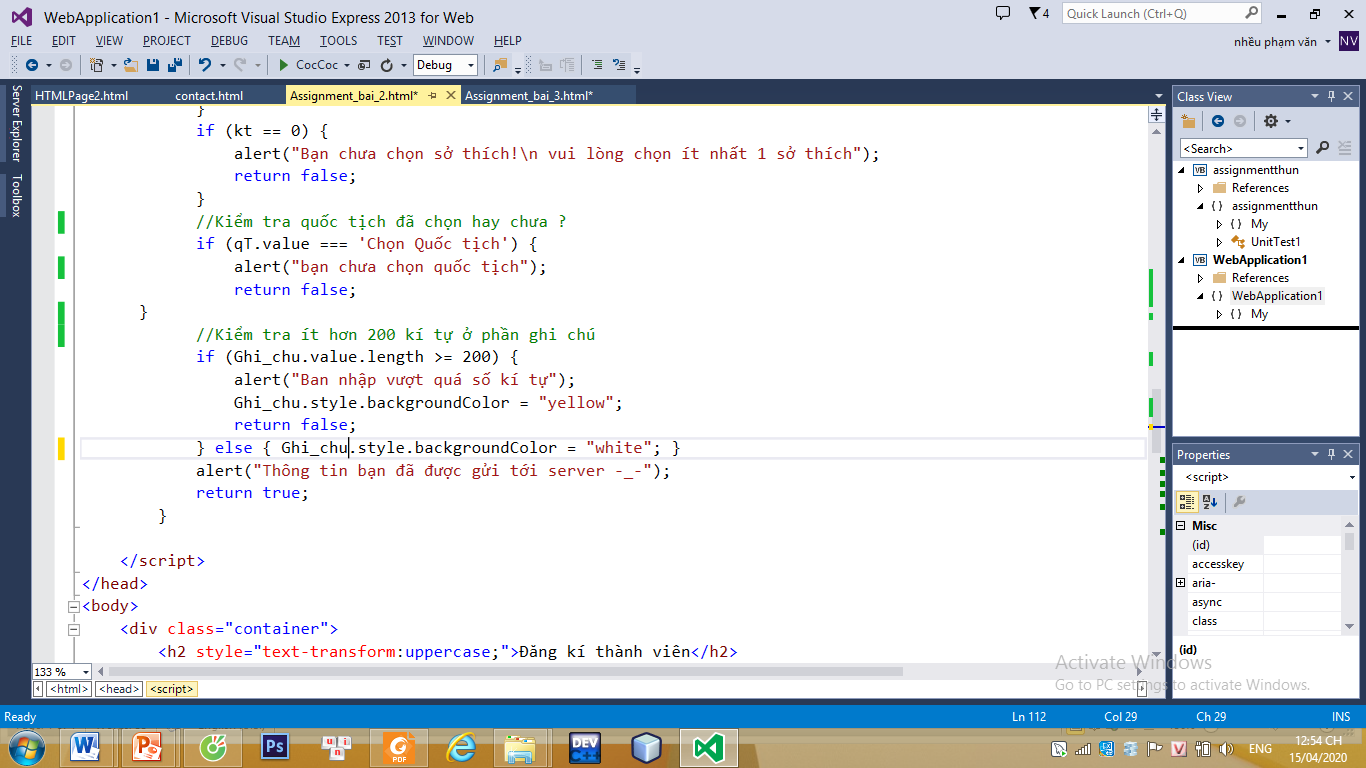 WebApplication1 - Microsoft Visual Studio Express 2013 for Web
4
Quick Launch (Ctrl+Q)
FILE EDIT VIEW PROJECT DEBUG TEAM TOOLS TEST WINDOW HELP
nhều phạm văn NV
CocCoc Debug
Server Explorer
Toolbox
HTMLPage2.html contact.html Assignment_bai_2.html* Assignment_bai_3.html*
}
if (kt == 0) {
alert("Bạn chưa chọn sở thích!\n vui lòng chọn ít nhất 1 sở thích");
return false;
}
//Kiểm tra quốc tịch đã chọn hay chưa ?
if (qT.value === 'Chọn Quốc tịch') {
alert("bạn chưa chọn quốc tịch");
return false;
}
//Kiểm tra ít hơn 200 kí tự ở phần ghi chú
if (Ghi_chu.value.length >= 200) {
alert("Ban nhập vượt quá số kí tự");
Ghi_chu.style.backgroundColor = "yellow";
return false;
} else { Ghi_chu.style.backgroundColor = "white"; }
alert("Thông tin bạn đã được gửi tới server -_-");
return true;
}
</script>
</head>
<body>
<div class="container">
<h2 style="text-transform:uppercase;">Đăng kí thành viên</h2>
133 %
<html> <head> <script>
Class View
<Search>
VB assignmentthun
References
{ } assignmentthun
{ } My
UnitTest1
VB WebApplication1
References
{ } WebApplication1
{ } My
Properties
<script>
Misc
(id)
accesskey
aria-
async
class
(id)
Activate Windows
Go to PC settings to activate Windows.
Ready Ln 112 Col 29 Ch 29 INS
W P Ps u n i G PDF DEV C++ V ENG
12:54 CH
15/04/2020